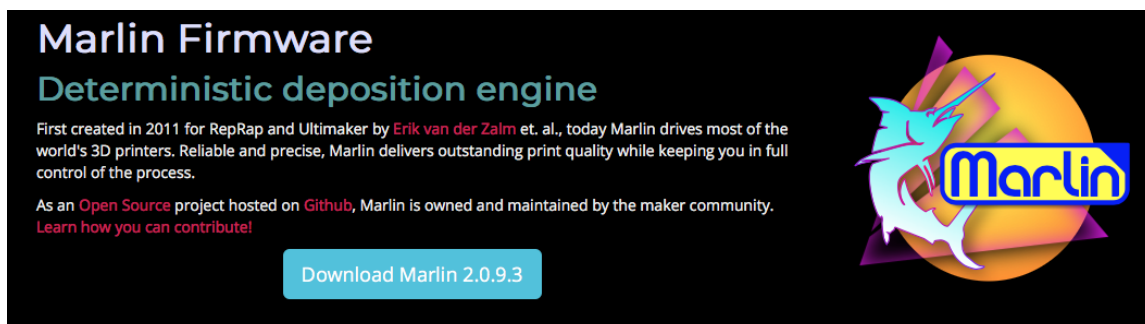 Marlin Firmware
Deterministic deposition engine
First created in 2011 for RepRap and Ultimaker by Erik van der Zalm et. al., today Marlin drives most of the
world's 3D printers. Reliable and precise, Marlin delivers outstanding print quality while keeping you in full
control of the process.
As an Open Source project hosted on Github, Marlin is owned and maintained by the maker community.
Learn how you can contribute!
Download Marlin 2.0.9.3
Marlin